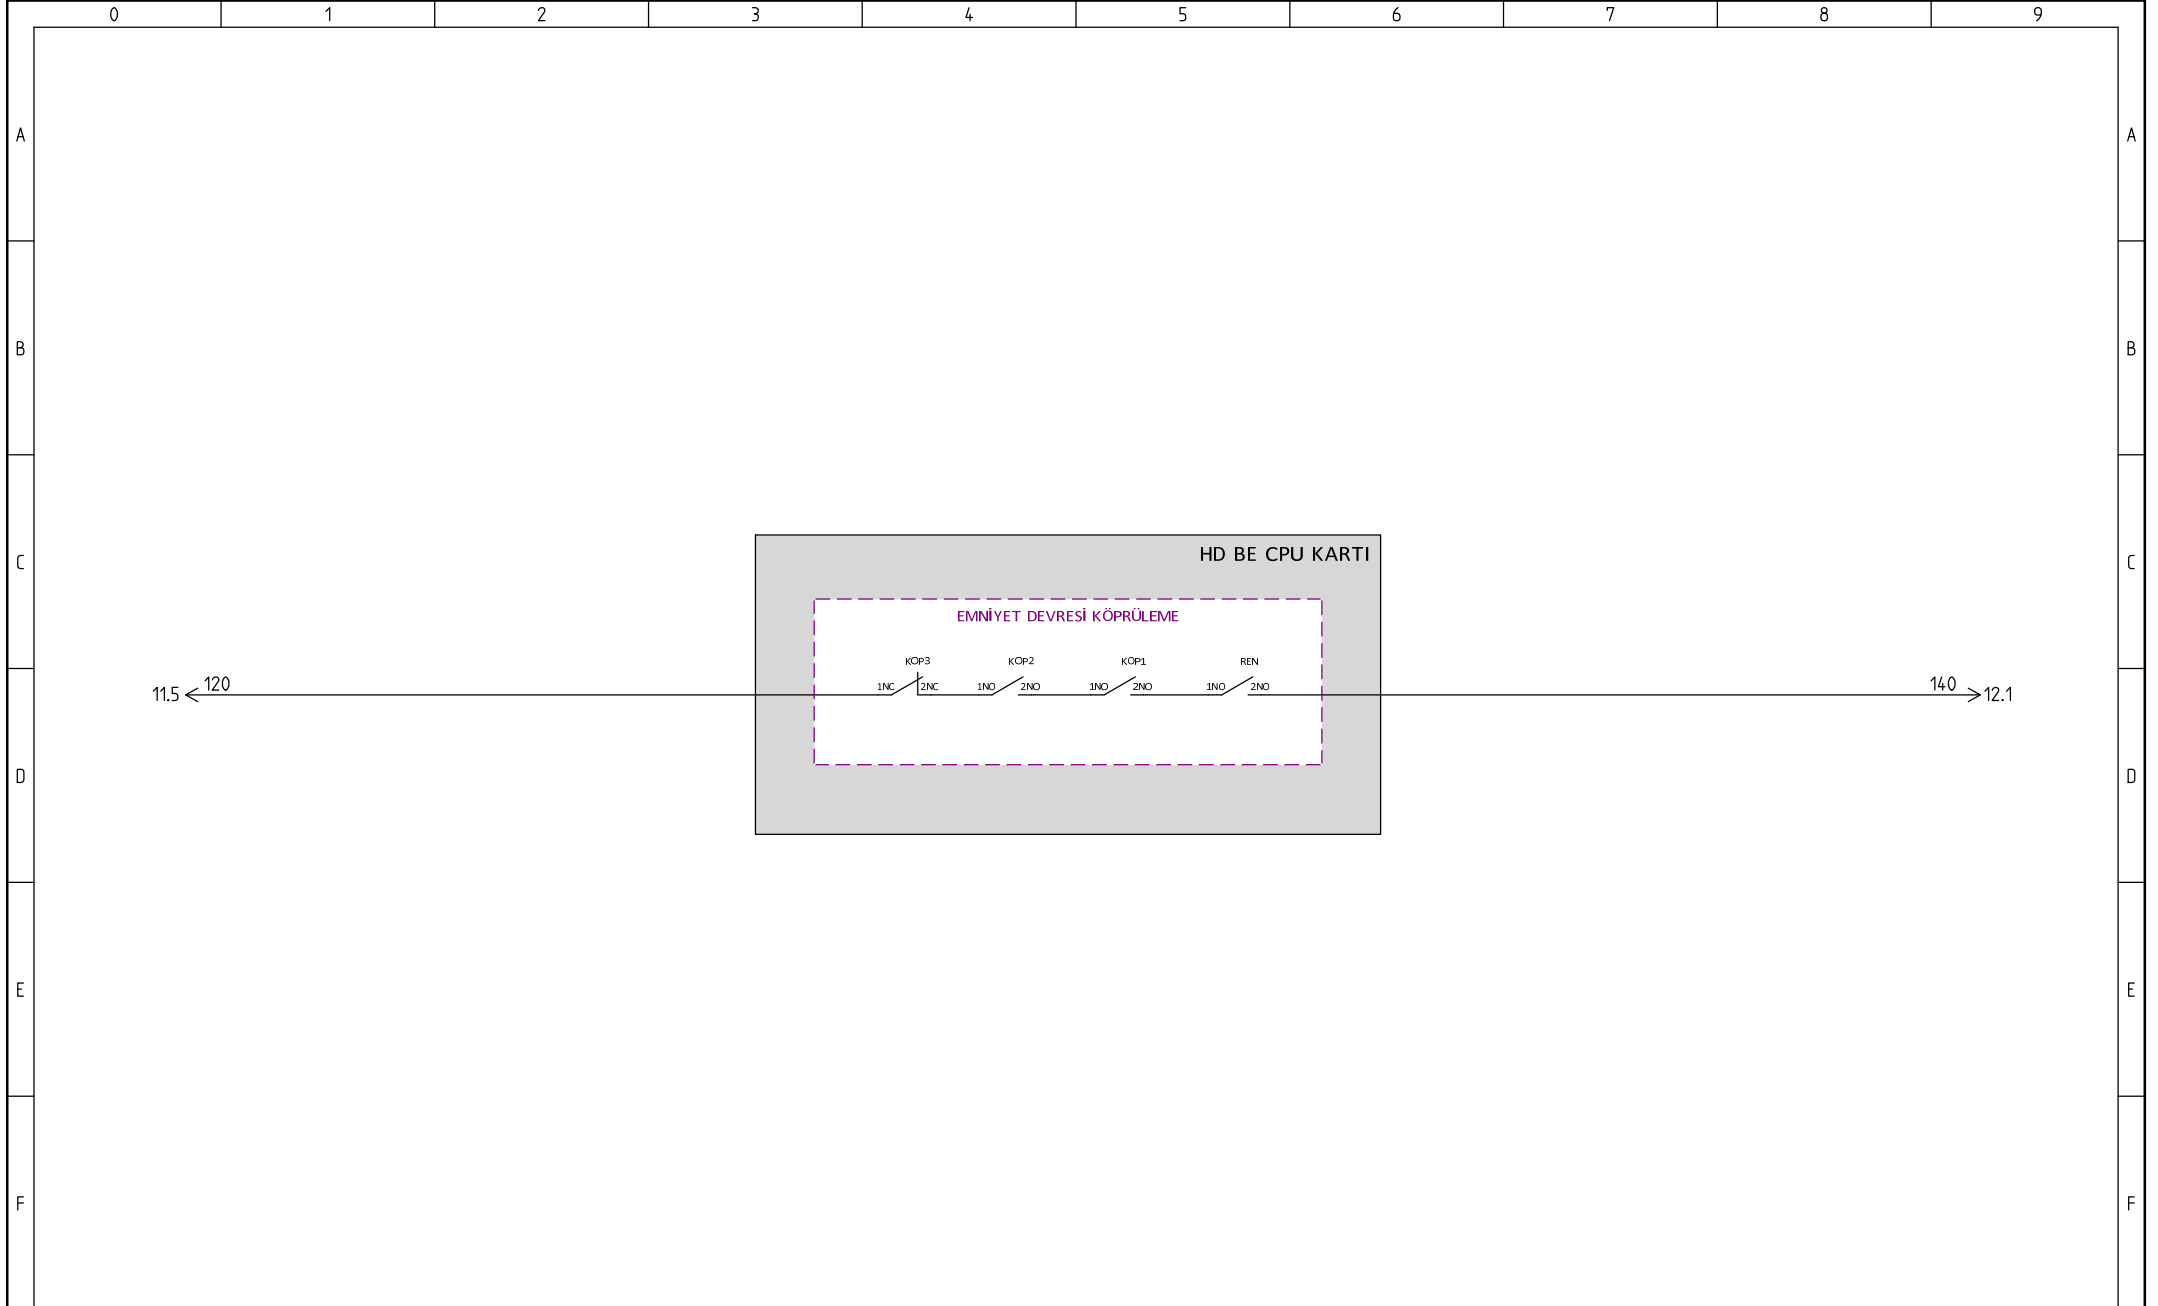 0 1 2 3 4 5 6 7 8 9
A A
B B
C C
HD BE CPU KARTI
EMNİYET DEVRESİ KÖPRÜLEME
KÖP3 KÖP2 KÖP1 REN
11.5 120 1NC 2NC 1NO 2NO 1NO 2NO 1NO 2NO 140 12.1
D D
E E
F F